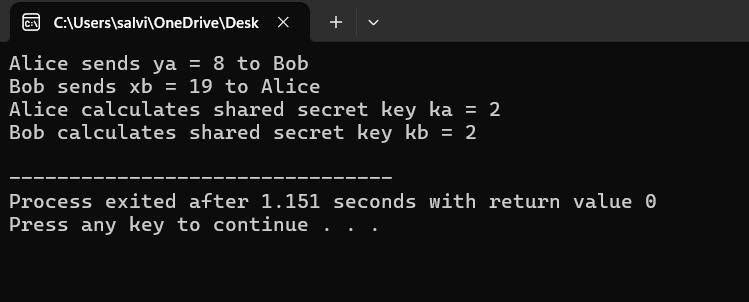 C:\Users\salvi\OneDrive\Desk
Alice sends ya = 8 to Bob
Bob sends xb = 19 to Alice
Alice calculates shared secret key ka = 2
Bob calculates shared secret key kb = 2
--------------------------------
Process exited after 1.151 seconds with return value 0
Press any key to continue . . .